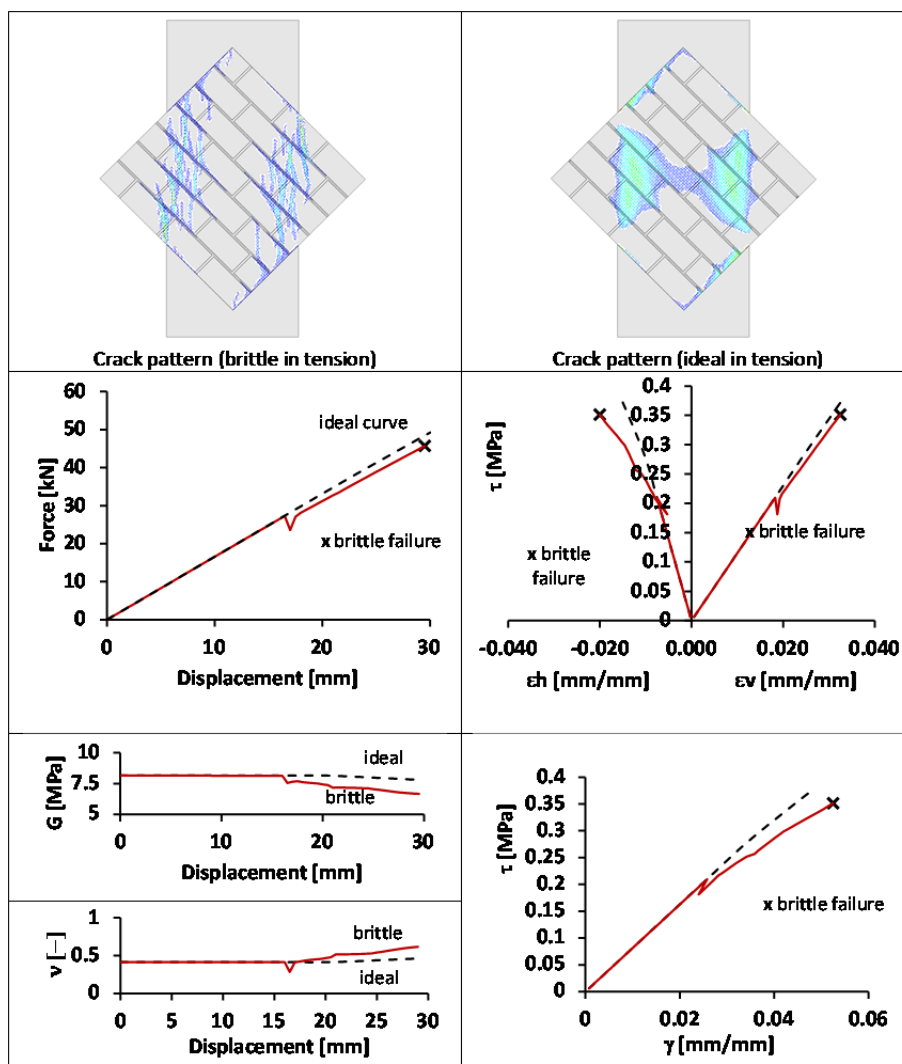 Crack pattern (brittle in tension)
Crack pattern (ideal in tension)
60
50
40
30
20
10
0
Force [kN]
ideal curve
x brittle failure
0
10
20
30
Displacement [mm]
τ [MPa]
0.4
0.35
0.3
0.25
0.2
0.15
0.1
0.05
0
x brittle
failure
x brittle failure
-0.040
-0.020
0.000
0.020
0.040
εh [mm/mm]
εv [mm/mm]
G [MPa]
10
7.5
5
ideal
brittle
0
10
20
30
Displacement [mm]
ν [−]
1
0.5
0
brittle
ideal
0
5
10
15
20
25
30
Displacement [mm]
τ [MPa]
0.4
0.35
0.3
0.25
0.2
0.15
0.1
0.05
0
x brittle failure
0
0.02
0.04
0.06
γ [mm/mm]